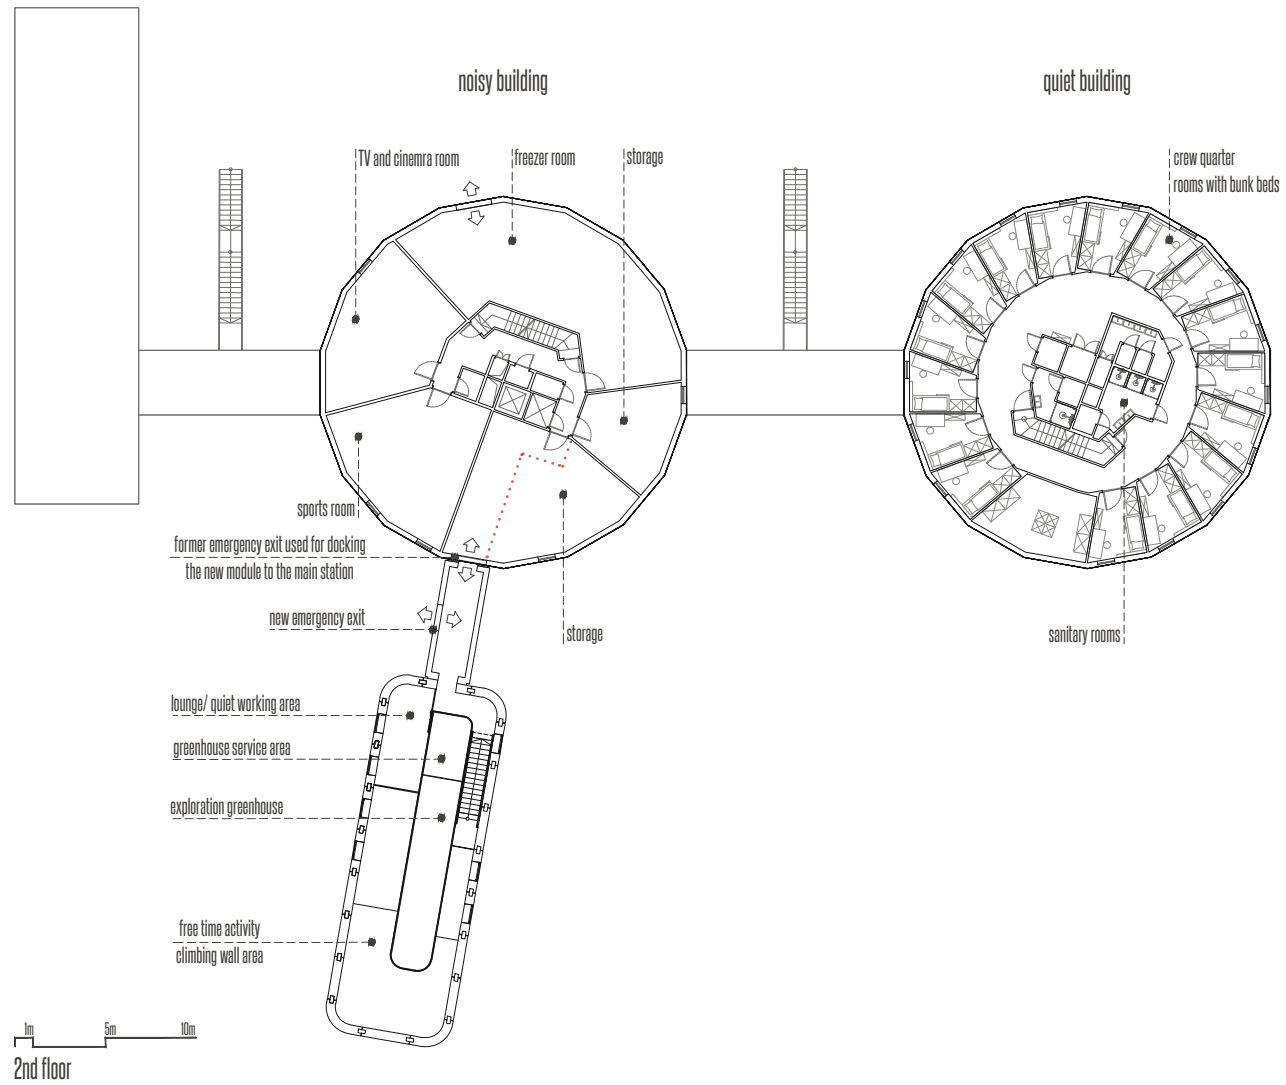 noisy building
quiet building
TV and cinemra room
freezer room
storage
crew quarter
rooms with bunk beds
sports room
former emergency exit used for docking
the new module to the main station
new emergency exit
storage
sanitary rooms
lounge/ quiet working area
greenhouse service area
exploration greenhouse
free time activity
climbing wall area
1m 5m 10m
2nd floor